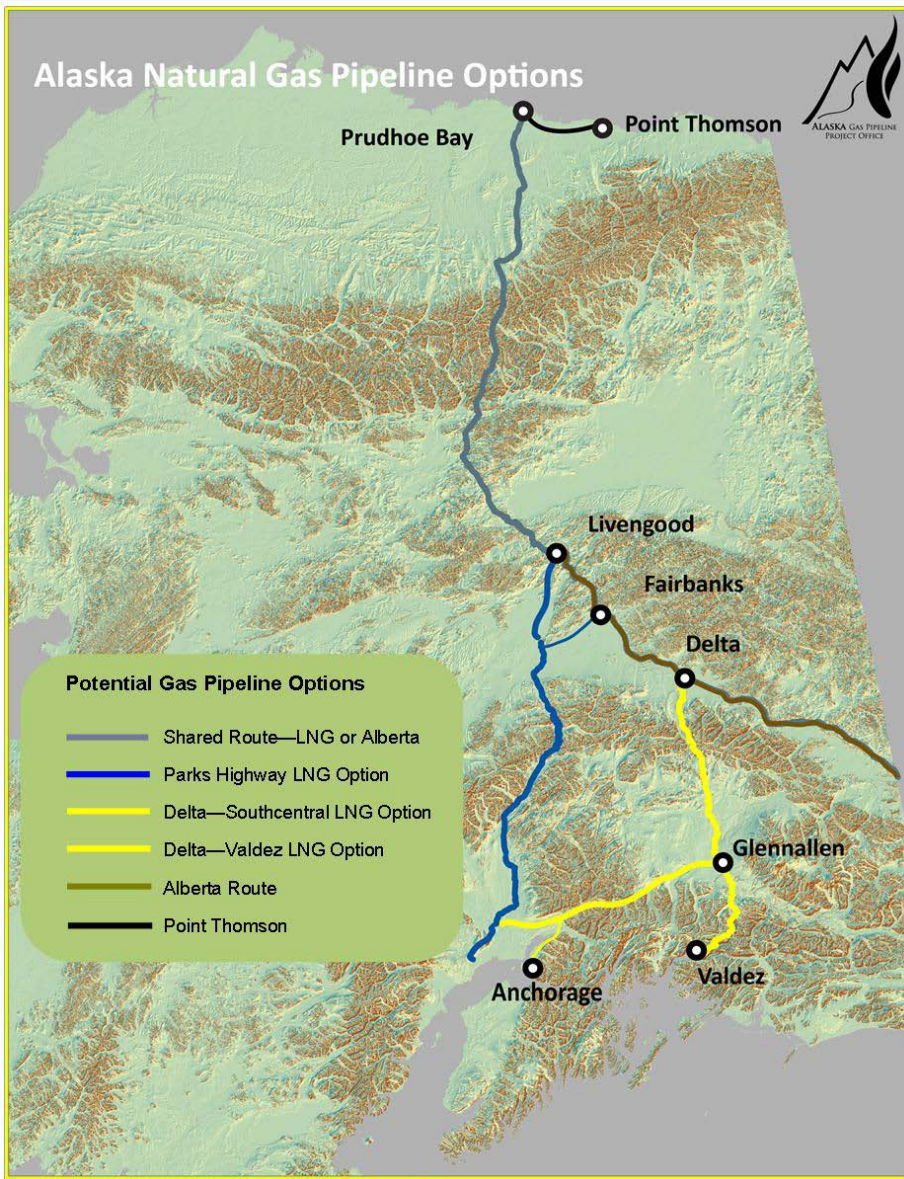 Alaska Natural Gas Pipeline Options
ALASKA GAS PIPELINE
PROJECT OFFICE
Prudhoe Bay
Point Thomson
Livengood
Fairbanks
Delta
Potential Gas Pipeline Options
Shared Route—LNG or Alberta
Parks Highway LNG Option
Delta—Southcentral LNG Option
Delta—Valdez LNG Option
Alberta Route
Point Thomson
Glennallen
Valdez
Anchorage